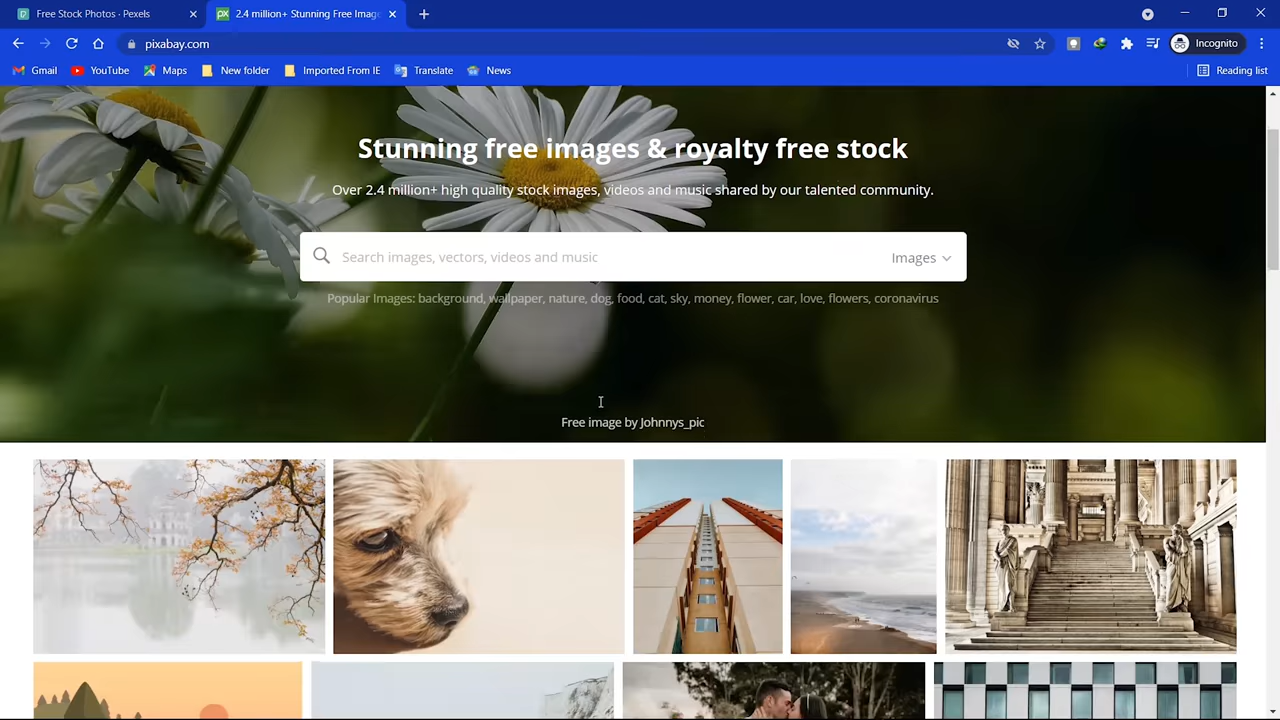 Free Stock Photos · Pexels
px 2.4 million+ Stunning Free Imag
pixabay.com
Incognito
Gmail YouTube Maps New folder Imported From IE Translate News Reading list
Stunning free images & royalty free stock
Over 2.4 million+ high quality stock images, videos and music shared by our talented community.
Search images, vectors, videos and music Images
Popular Images: background, wallpaper, nature, dog, food, cat, sky, money, flower, car, love, flowers, coronavirus
Free image by Johnnys_pic